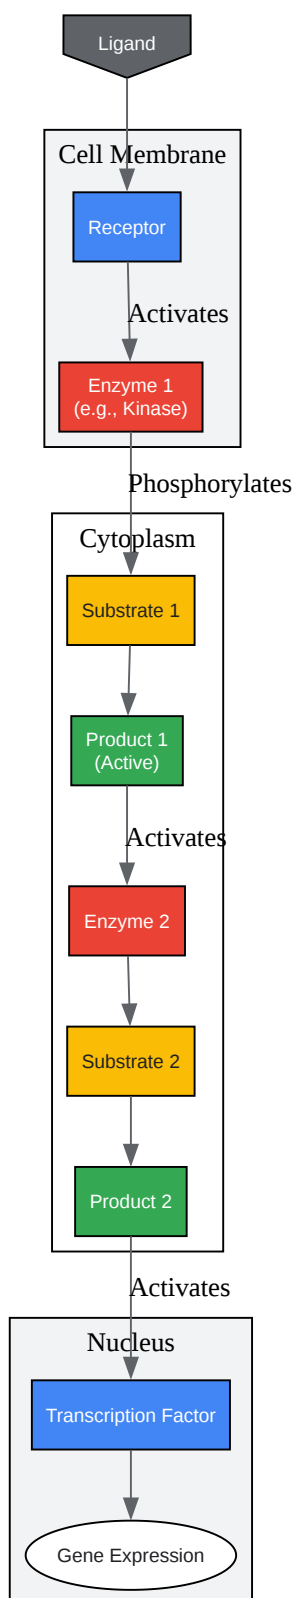 Ligand
Cell Membrane
Receptor
Activates
Enzyme 1
(e.g., Kinase)
Phosphorylates
Cytoplasm
Substrate 1
Product 1
(Active)
Activates
Enzyme 2
Substrate 2
Product 2
Activates
Nucleus
Transcription Factor
Gene Expression